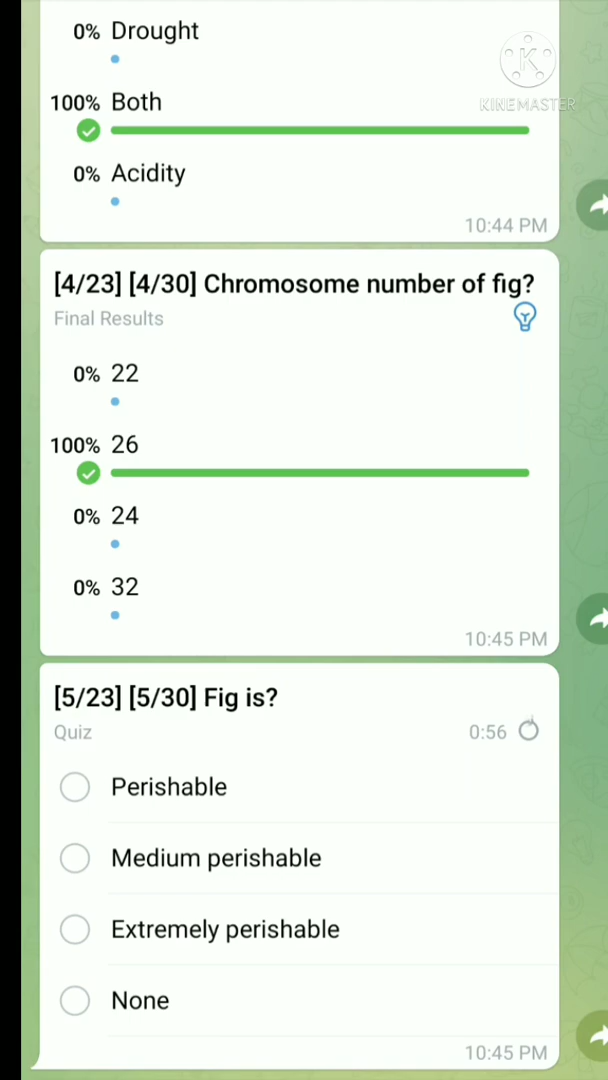 0% Drought
K
KINEMASTER
100% Both
0% Acidity
10:44 PM
[4/23] [4/30] Chromosome number of fig?
Final Results
0% 22
100% 26
0% 24
0% 32
10:45 PM
[5/23] [5/30] Fig is?
Quiz
0:56
Perishable
Medium perishable
Extremely perishable
None
10:45 PM